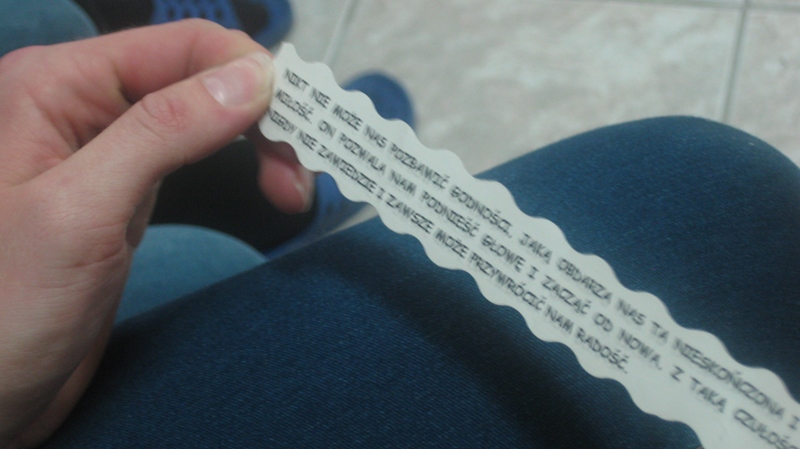 NIKT NIE MOŻE NAS POZBAWIĆ GODNOŚCI, JAKĄ OBDARZA NAS TA NIESKOŃCZONA I
MIŁOŚĆ. ON POZWALA NAM PODNIEŚĆ GŁOWĘ I ZACZĄĆ OD NOWA, Z TAKĄ CZUŁOŚC
NIGDY NIE ZAWIEDZIE I ZAWSZE MOŻE PRZYWRÓCIĆ NAM RADOŚĆ.